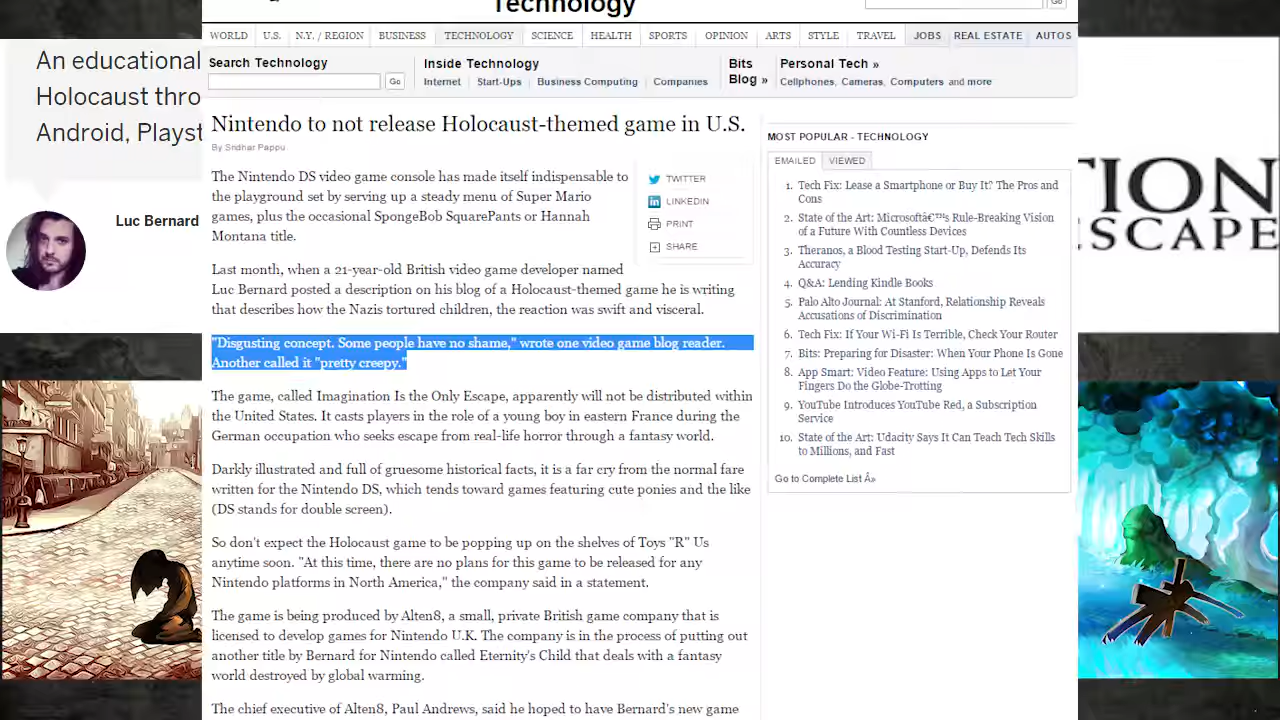 Technology
Go
WORLD
U.S.
N.Y. / REGION
BUSINESS
TECHNOLOGY
SCIENCE
HEALTH
SPORTS
OPINION
ARTS
STYLE
TRAVEL
JOBS
REAL ESTATE
AUTOS
Search Technology
Go
Inside Technology
Internet
Start-Ups
Business Computing
Companies
Bits
Blog »
Personal Tech »
Cellphones, Cameras, Computers and more
An educational
Holocaust thro
Android, Playst
Luc Bernard
Nintendo to not release Holocaust-themed game in U.S.
By Sridhar Pappu
The Nintendo DS video game console has made itself indispensable to
the playground set by serving up a steady menu of Super Mario
games, plus the occasional SpongeBob SquarePants or Hannah
Montana title.
TWITTER
LINKEDIN
PRINT
SHARE
Last month, when a 21-year-old British video game developer named
Luc Bernard posted a description on his blog of a Holocaust-themed game he is writing
that describes how the Nazis tortured children, the reaction was swift and visceral.
"Disgusting concept. Some people have no shame," wrote one video game blog reader.
Another called it "pretty creepy."
The game, called Imagination Is the Only Escape, apparently will not be distributed within
the United States. It casts players in the role of a young boy in eastern France during the
German occupation who seeks escape from real-life horror through a fantasy world.
Darkly illustrated and full of gruesome historical facts, it is a far cry from the normal fare
written for the Nintendo DS, which tends toward games featuring cute ponies and the like
(DS stands for double screen).
So don't expect the Holocaust game to be popping up on the shelves of Toys "R" Us
anytime soon. "At this time, there are no plans for this game to be released for any
Nintendo platforms in North America," the company said in a statement.
The game is being produced by Alten8, a small, private British game company that is
licensed to develop games for Nintendo U.K. The company is in the process of putting out
another title by Bernard for Nintendo called Eternity's Child that deals with a fantasy
world destroyed by global warming.
The chief executive of Alten8, Paul Andrews, said he hoped to have Bernard's new game
MOST POPULAR - TECHNOLOGY
EMAILED
VIEWED
1. Tech Fix: Lease a Smartphone or Buy It? The Pros and
Cons
2. State of the Art: Microsoftâ€™s Rule-Breaking Vision
of a Future With Countless Devices
3. Theranos, a Blood Testing Start-Up, Defends Its
Accuracy
4. Q&A: Lending Kindle Books
5. Palo Alto Journal: At Stanford, Relationship Reveals
Accusations of Discrimination
6. Tech Fix: If Your Wi-Fi Is Terrible, Check Your Router
7. Bits: Preparing for Disaster: When Your Phone Is Gone
8. App Smart: Video Feature: Using Apps to Let Your
Fingers Do the Globe-Trotting
9. YouTube Introduces YouTube Red, a Subscription
Service
10. State of the Art: Udacity Says It Can Teach Tech Skills
to Millions, and Fast
Go to Complete List Â»
TION
ESCAPE